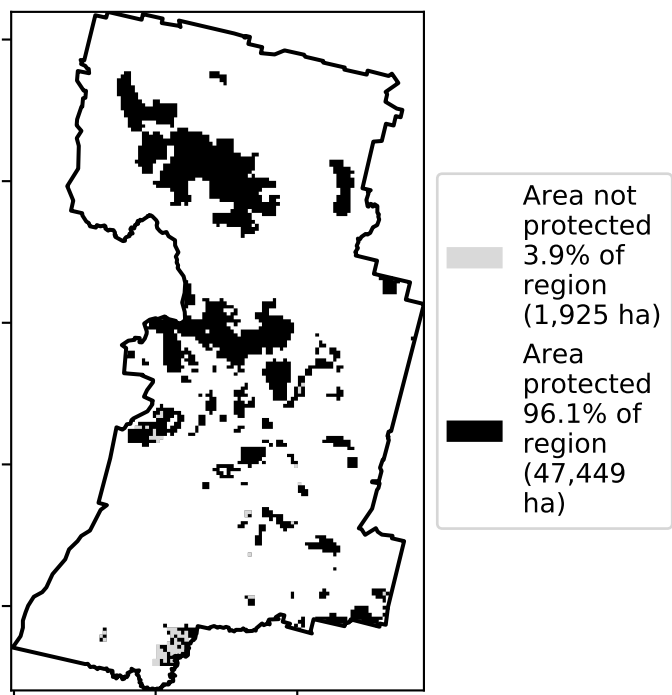 Area not
protected
3.9% of
region
(1,925 ha)
Area
protected
96.1% of
region
(47,449
ha)